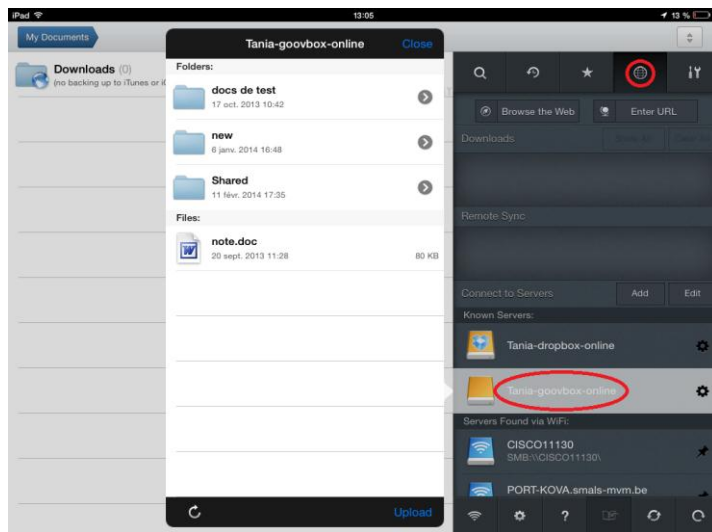 iPad
13:05
13 %
My Documents
Downloads (0)
(no backing up to iTunes or i
Tania-goovbox-online
Close
Folders:
docs de test
17 oct. 2013 10:42
new
6 janv. 2014 16:48
Shared
11 févr. 2014 17:35
Files:
note.doc
20 sept. 2013 11:28
80 KB
Upload
Browse the Web
Enter URL
Downloads
Remote Sync
Connect to Servers
Add
Edit
Known Servers:
Tania-dropbox-online
Tania-goovbox-online
Servers Found via WiFi:
CISCO11130
SMB:\\CISCO11130\
PORT-KOVA.smals-mvm.be